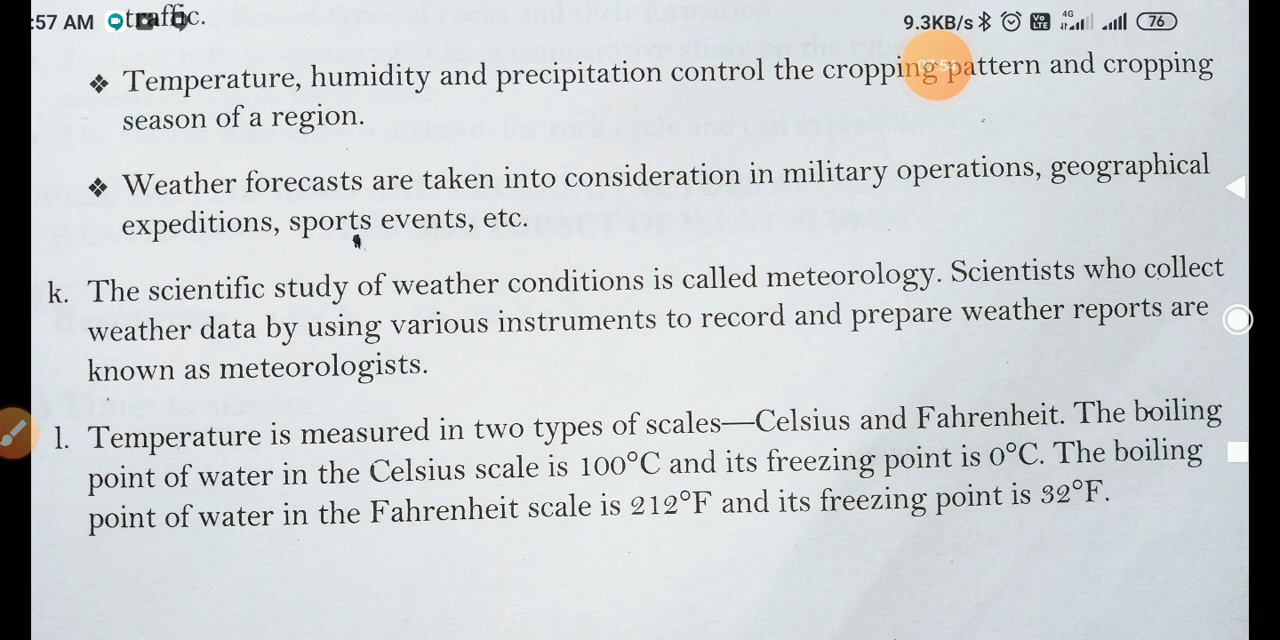 :57 AM traffic. 9.3KB/s Vo LTE 4G 76
❖ Temperature, humidity and precipitation control the cropping pattern and cropping
season of a region.
❖ Weather forecasts are taken into consideration in military operations, geographical
expeditions, sports events, etc.
k. The scientific study of weather conditions is called meteorology. Scientists who collect
weather data by using various instruments to record and prepare weather reports are
known as meteorologists.
l. Temperature is measured in two types of scales—Celsius and Fahrenheit. The boiling
point of water in the Celsius scale is 100°C and its freezing point is 0°C. The boiling
point of water in the Fahrenheit scale is 212°F and its freezing point is 32°F.